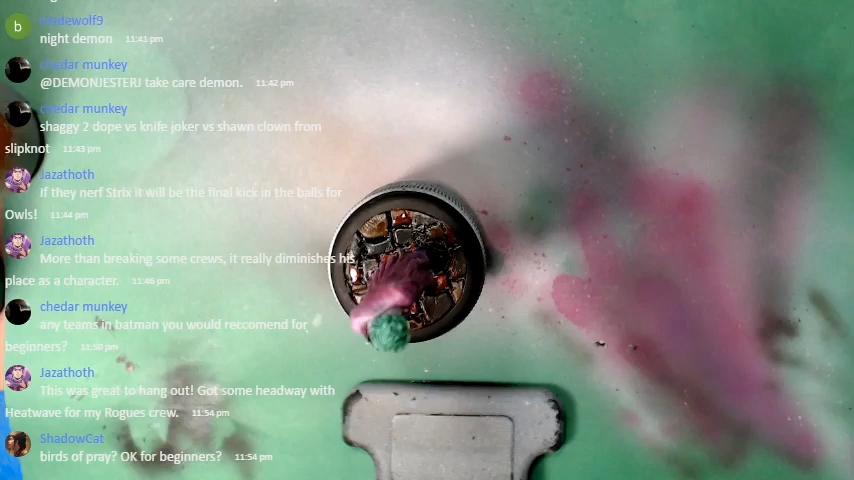 b
night demon 11:41 pm
chedar munkey
@DEMONJESTERJ take care demon. 11:42 pm
chedar munkey
shaggy 2 dope vs knife joker vs shawn clown from
slipknot 11:43 pm
Jazathoth
If they nerf Strix it will be the final kick in the balls for
Owls! 11:44 pm
Jazathoth
More than breaking some crews, it really diminishes his
place as a character. 11:46 pm
chedar munkey
any teams in batman you would reccomend for
beginners? 11:50 pm
Jazathoth
This was great to hang out! Got some headway with
Heatwave for my Rogues crew. 11:54 pm
ShadowCat
birds of pray? OK for beginners? 11:54 pm